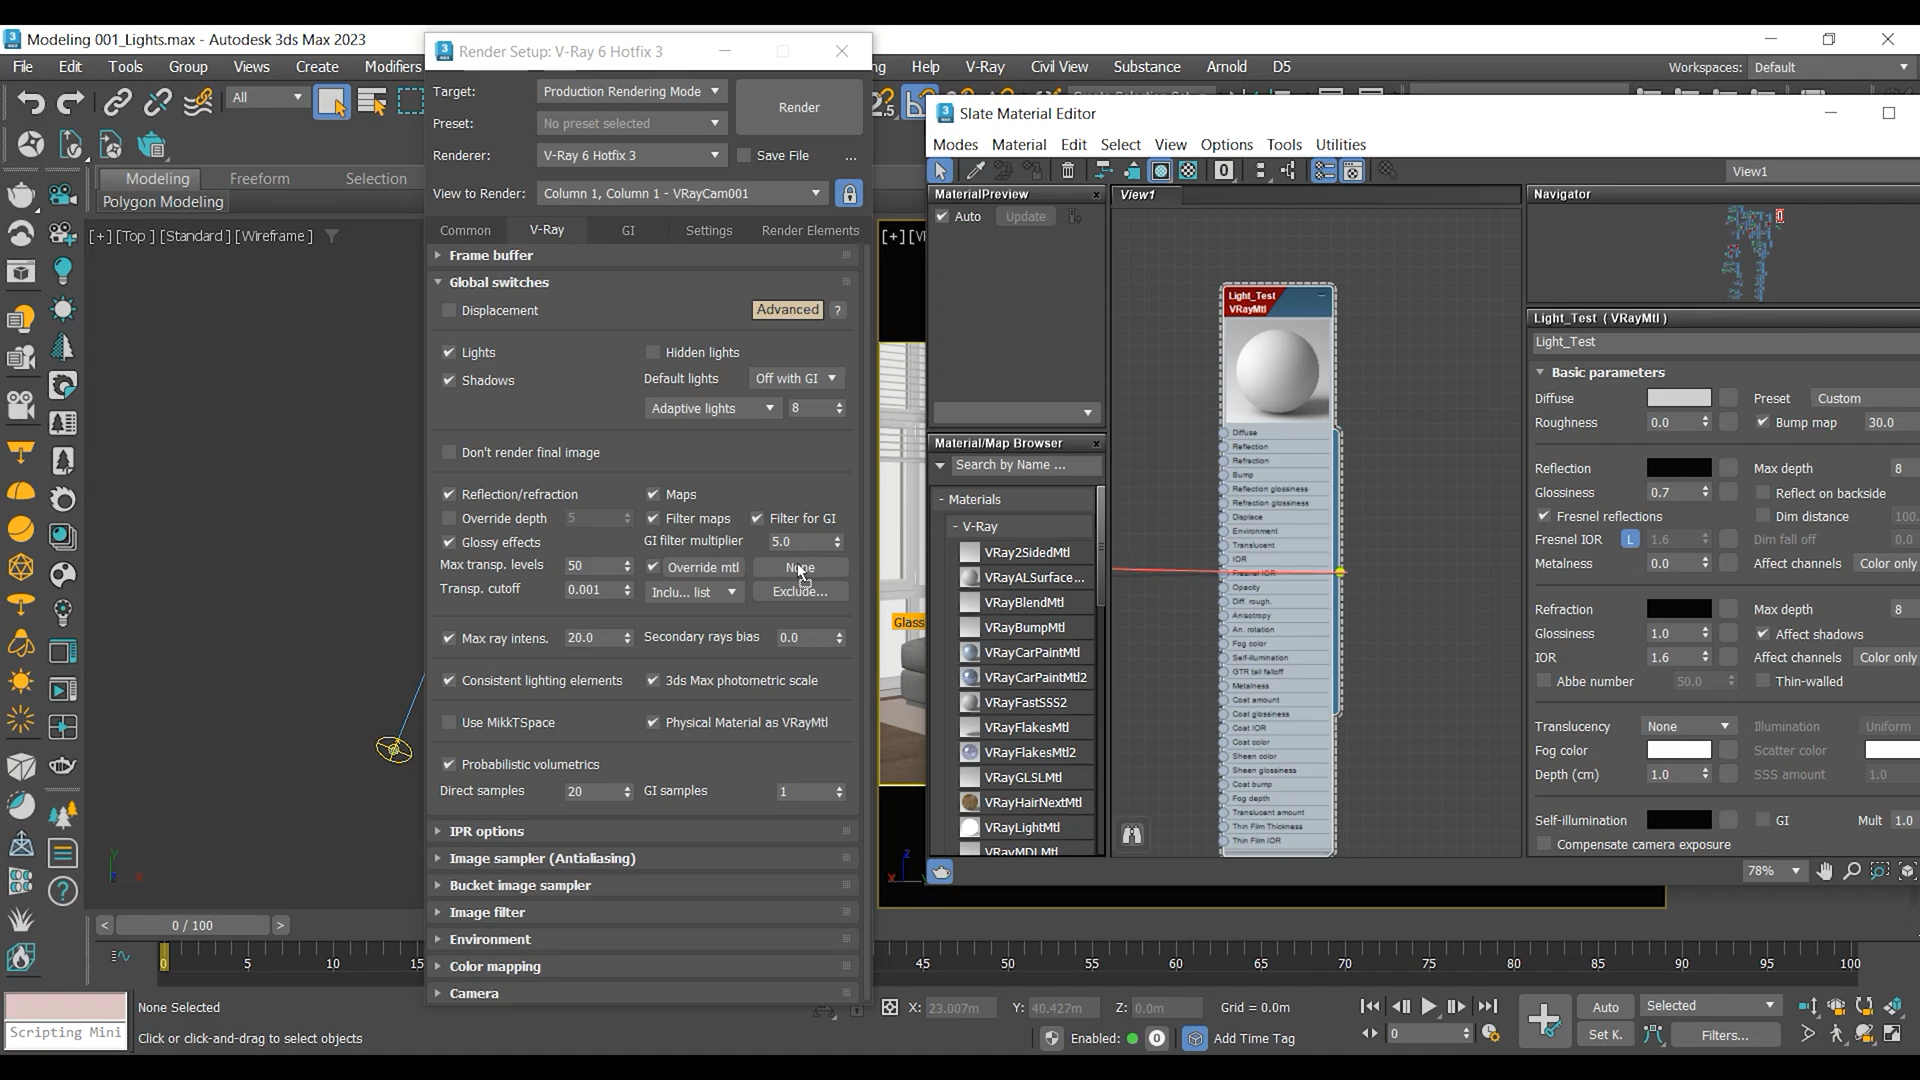 Modeling 001_Lights.max - Autodesk 3ds Max 2023
File Edit Tools Group Views Create Modifiers
Help V-Ray Civil View Substance Arnold D5
Workspaces: Default
All
Modeling Freeform Selection
Polygon Modeling
[+] [Top ] [Standard ] [Wireframe ]
Render Setup: V-Ray 6 Hotfix 3
Target: Production Rendering Mode
Render
Preset: No preset selected
Renderer: V-Ray 6 Hotfix 3
Save File ...
View to Render: Column 1, Column 1 - VRayCam001
Common V-Ray GI Settings Render Elements
Frame buffer
Global switches
Displacement Advanced ?
Lights Hidden lights
Shadows Default lights Off with GI
Adaptive lights 8
Don't render final image
Reflection/refraction Maps
Override depth 5 Filter maps Filter for GI
Glossy effects GI filter multiplier 5.0
Max transp. levels 50 Override mtl None
Transp. cutoff 0.001 Inclu... list Exclude...
Max ray intens. 20.0 Secondary rays bias 0.0
Consistent lighting elements 3ds Max photometric scale
Use MikkTSpace Physical Material as VRayMtl
Probabilistic volumetrics
Direct samples 20 GI samples 1
IPR options
Image sampler (Antialiasing)
Bucket image sampler
Image filter
Environment
Color mapping
Camera
Glass
Slate Material Editor
Modes Material Edit Select View Options Tools Utilities
0
View1
MaterialPreview x
Auto Update
Material/Map Browser x
Search by Name ...
- Materials
- V-Ray
VRay2SidedMtl
VRayALSurface...
VRayBlendMtl
VRayBumpMtl
VRayCarPaintMtl
VRayCarPaintMtl2
VRayFastSSS2
VRayFlakesMtl
VRayFlakesMtl2
VRayGLSLMtl
VRayHairNextMtl
VRayLightMtl
VRayMDLMtl
View1
Light_Test
VRayMtl
Diffuse
Reflection
Refraction
Bump
Reflection glossiness
Refraction glossiness
Displace
Environment
Translucent
IOR
Fresnel IOR
Opacity
Diff. rough.
Anisotropy
An. rotation
Fog color
Self-illumination
GTR tail falloff
Metalness
Coat amount
Coat glossiness
Coat IOR
Coat color
Sheen color
Sheen glossiness
Coat bump
Fog depth
Translucent amount
Thin Film Thickness
Thin Film IOR
Navigator
Light_Test ( VRayMtl )
Light_Test
Basic parameters
Diffuse Preset Custom
Roughness 0.0 Bump map 30.0
Reflection Max depth 8
Glossiness 0.7 Reflect on backside
Fresnel reflections Dim distance 100.
Fresnel IOR L 1.6 Dim fall off 0.0
Metalness 0.0 Affect channels Color only
Refraction Max depth 8
Glossiness 1.0 Affect shadows
IOR 1.6 Affect channels Color only
Abbe number 50.0 Thin-walled
Translucency None Illumination Uniform
Fog color Scatter color
Depth (cm) 1.0 SSS amount 1.0
Self-illumination GI Mult 1.0
Compensate camera exposure
78%
< 0 / 100 >
0 5 10 15 45 50 55 60 65 70 75 80 85 90 95 100
None Selected
Scripting Mini
Click or click-and-drag to select objects
X: 23.007m Y: 40.427m Z: 0.0m Grid = 0.0m
Enabled: 0 Add Time Tag
0
Auto Selected
Set K. Filters...